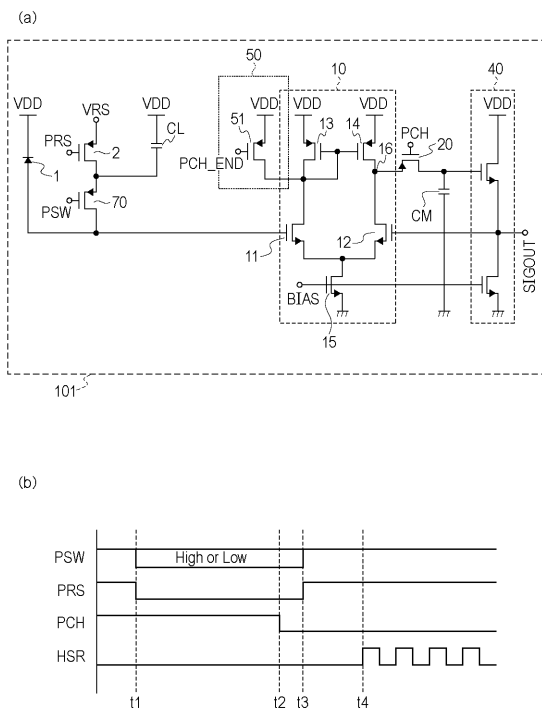 (a)
50
10
40
VDD
VRS
VDD
VDD
VDD
VDD
VDD
CL
51
13
14
PCH
PRS
2
16
20
1
PCH_END
PSW
70
CM
11
12
BIAS
SIGOUT
15
101
(b)
PSW
High or Low
PRS
PCH
HSR
t1
t2
t3
t4